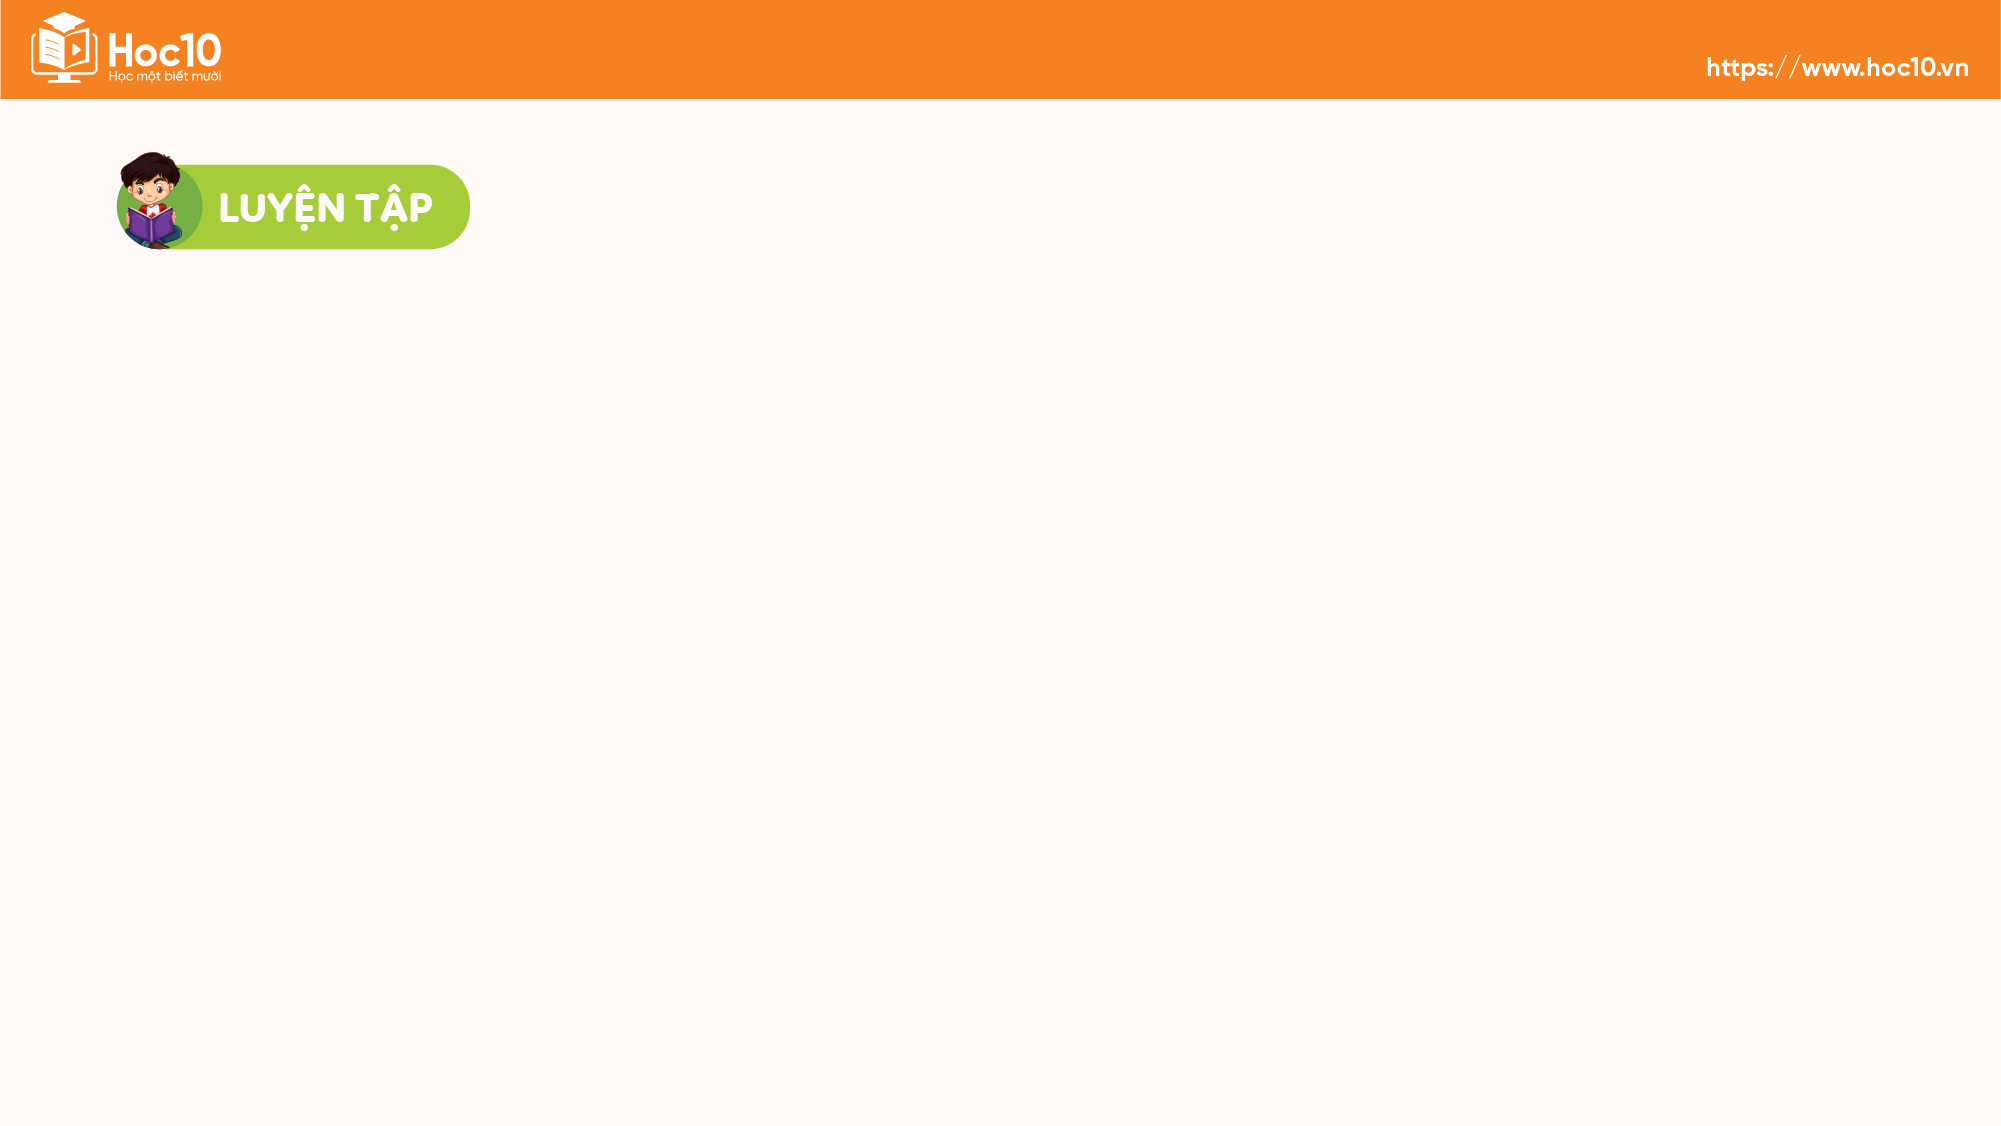 Hoc10
Học một biết mười
https://www.hoc10.vn
LUYỆN TẬP